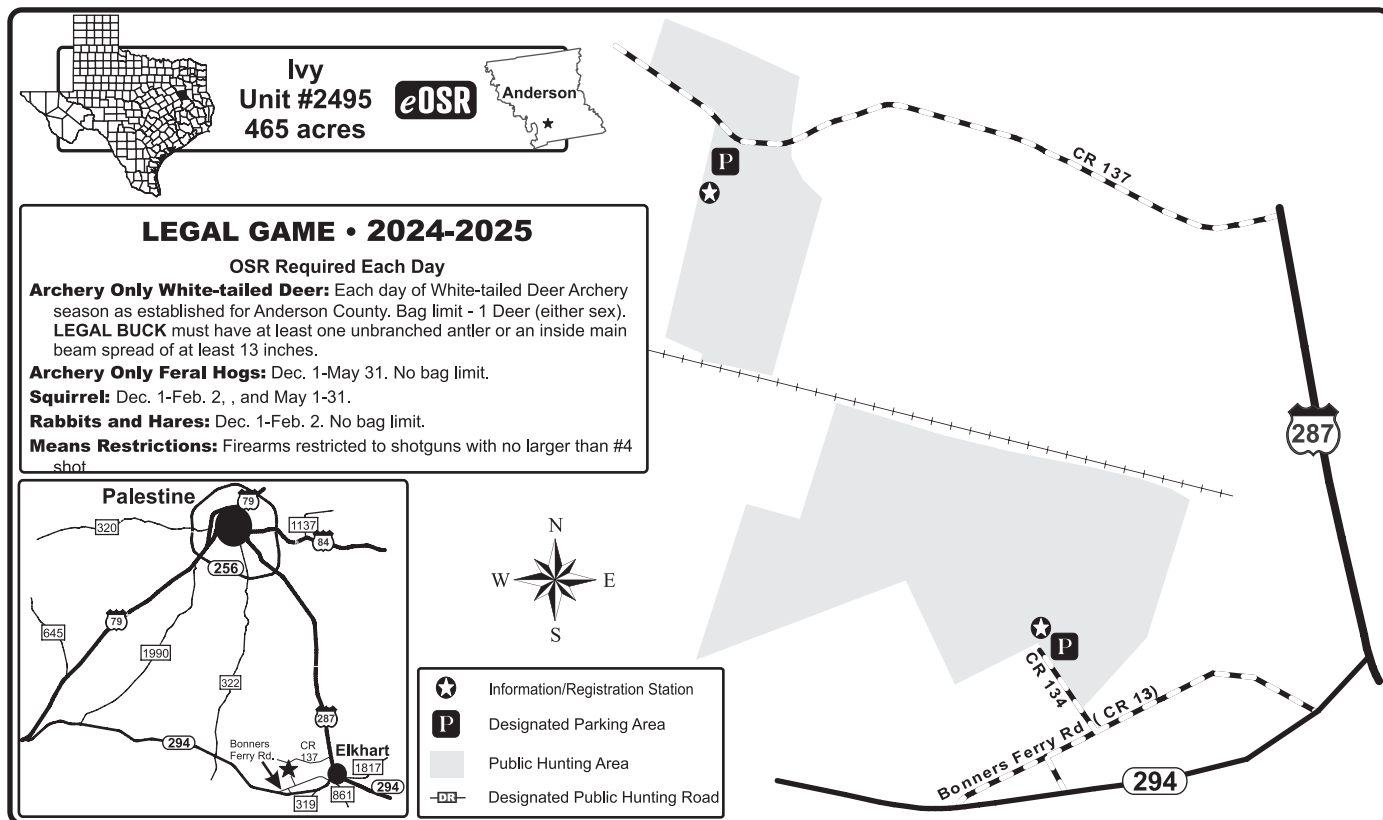 Ivy
Unit #2495
465 acres
eOSR
Anderson
LEGAL GAME • 2024-2025
OSR Required Each Day
Archery Only White-tailed Deer: Each day of White-tailed Deer Archery
season as established for Anderson County. Bag limit - 1 Deer (either sex).
LEGAL BUCK must have at least one unbranched antler or an inside main
beam spread of at least 13 inches.
Archery Only Feral Hogs: Dec. 1-May 31. No bag limit.
Squirrel: Dec. 1-Feb. 2, , and May 1-31.
Rabbits and Hares: Dec. 1-Feb. 2. No bag limit.
Means Restrictions: Firearms restricted to shotguns with no larger than #4
shot
Palestine
79
320
1137
84
256
79
645
1990
322
287
294
Bonners
Ferry Rd.
CR
137
Elkhart
1817
294
319
861
N
W E
S
Information/Registration Station
P Designated Parking Area
Public Hunting Area
DR Designated Public Hunting Road
P
CR 137
287
P
CR 134
Bonners Ferry Rd (CR 13)
294